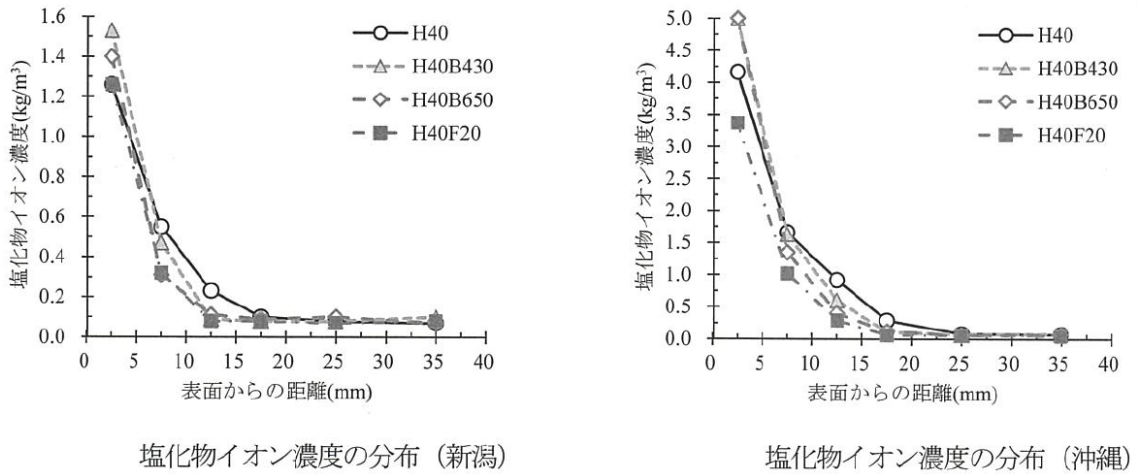 塩化物イオン濃度(kg/m³)
1.6
1.4
1.2
1.0
0.8
0.6
0.4
0.2
0.0
0 5 10 15 20 25 30 35 40
表面からの距離(mm)
H40
H40B430
H40B650
H40F20
塩化物イオン濃度の分布（新潟）
塩化物イオン濃度(kg/m³)
5.0
4.5
4.0
3.5
3.0
2.5
2.0
1.5
1.0
0.5
0.0
0 5 10 15 20 25 30 35 40
表面からの距離(mm)
H40
H40B430
H40B650
H40F20
塩化物イオン濃度の分布（沖縄）